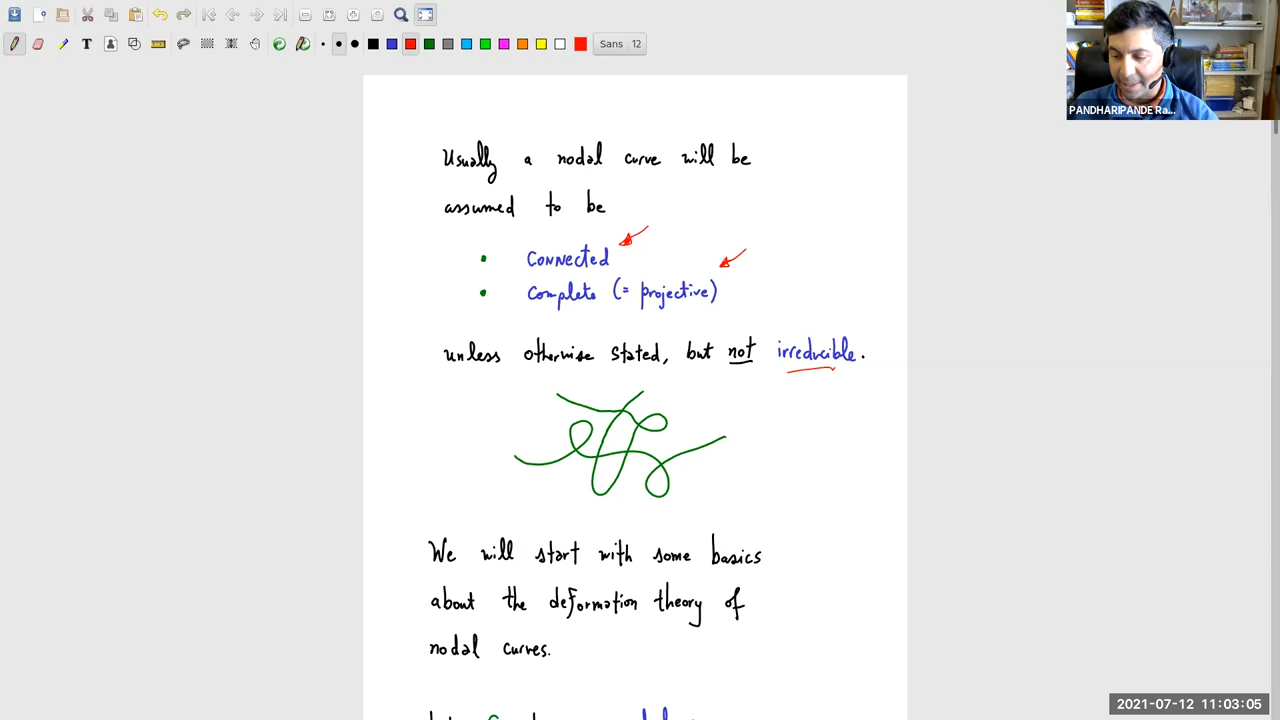 Sans 12
PANDHARIPANDE Ra...
Usually a nodal curve will be
assumed to be
• Connected
• Complete (= projective)
unless otherwise stated, but not irreducible.
We will start with some basics
about the deformation theory of
nodal curves.
2021-07-12 11:03:05